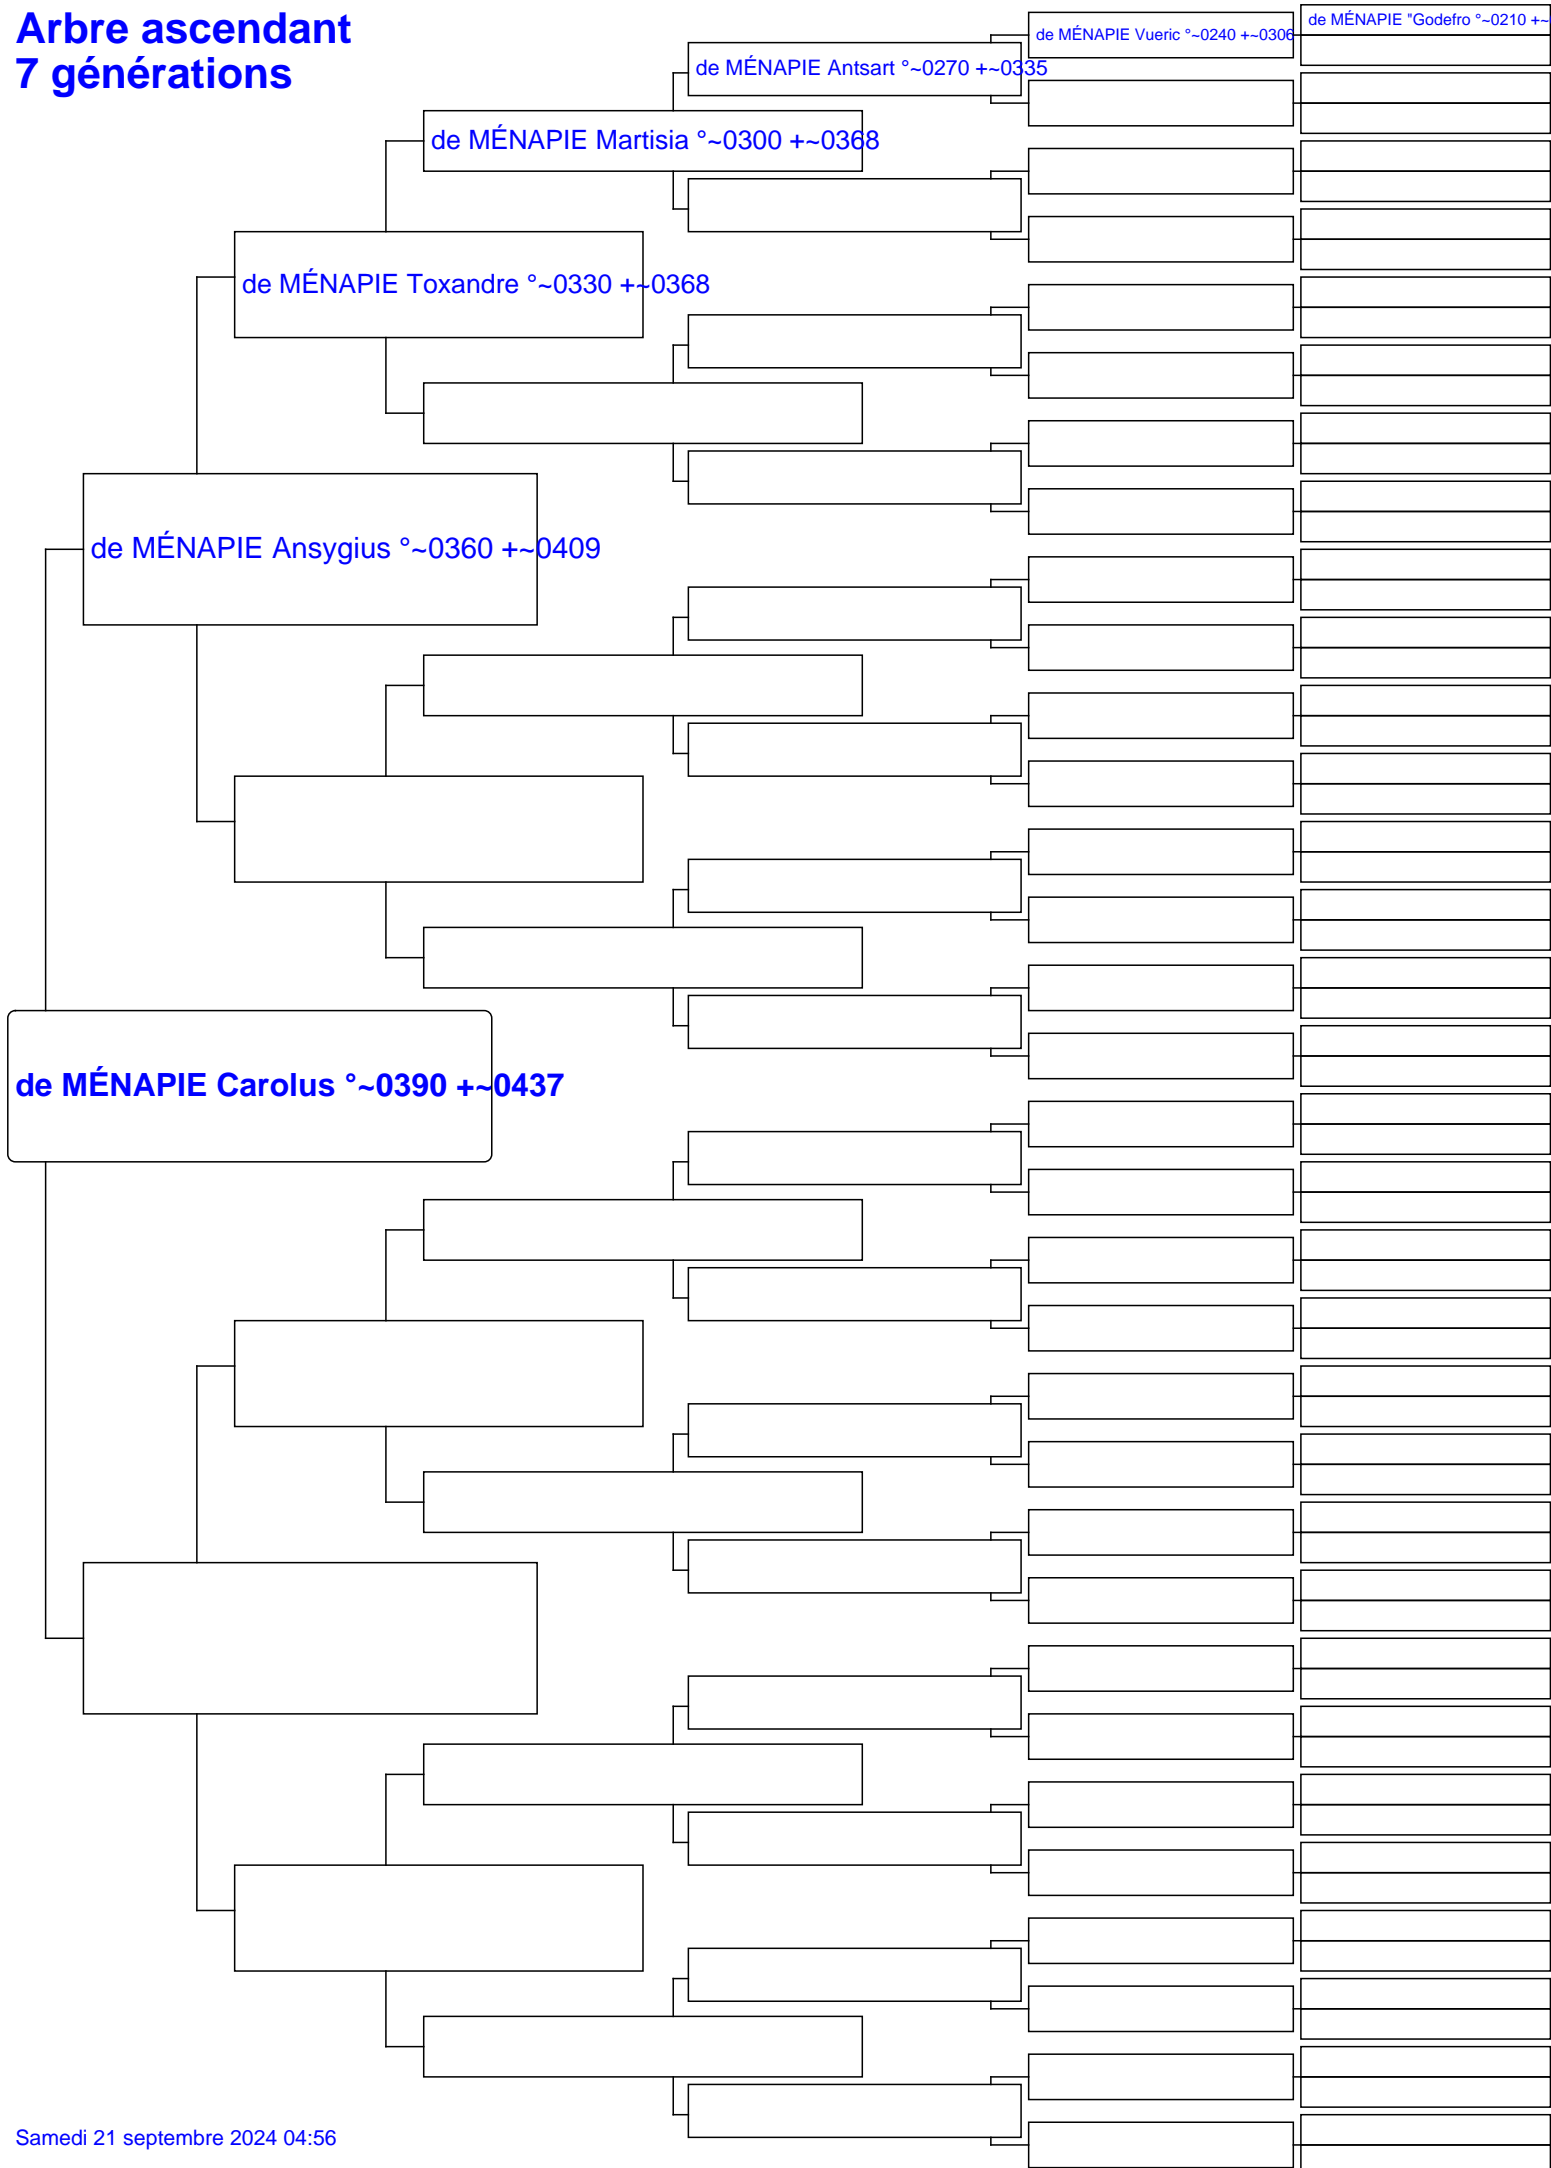 Arbre ascendant
7 générations
de MÉNAPIE "Godefro °~0210 +~
de MÉNAPIE Vueric °~0240 +~0306
de MÉNAPIE Antsart °~0270 +~0335
de MÉNAPIE Martisia °~0300 +~0368
de MÉNAPIE Toxandre °~0330 +~0368
de MÉNAPIE Ansygius °~0360 +~0409
de MÉNAPIE Carolus °~0390 +~0437
Samedi 21 septembre 2024 04:56